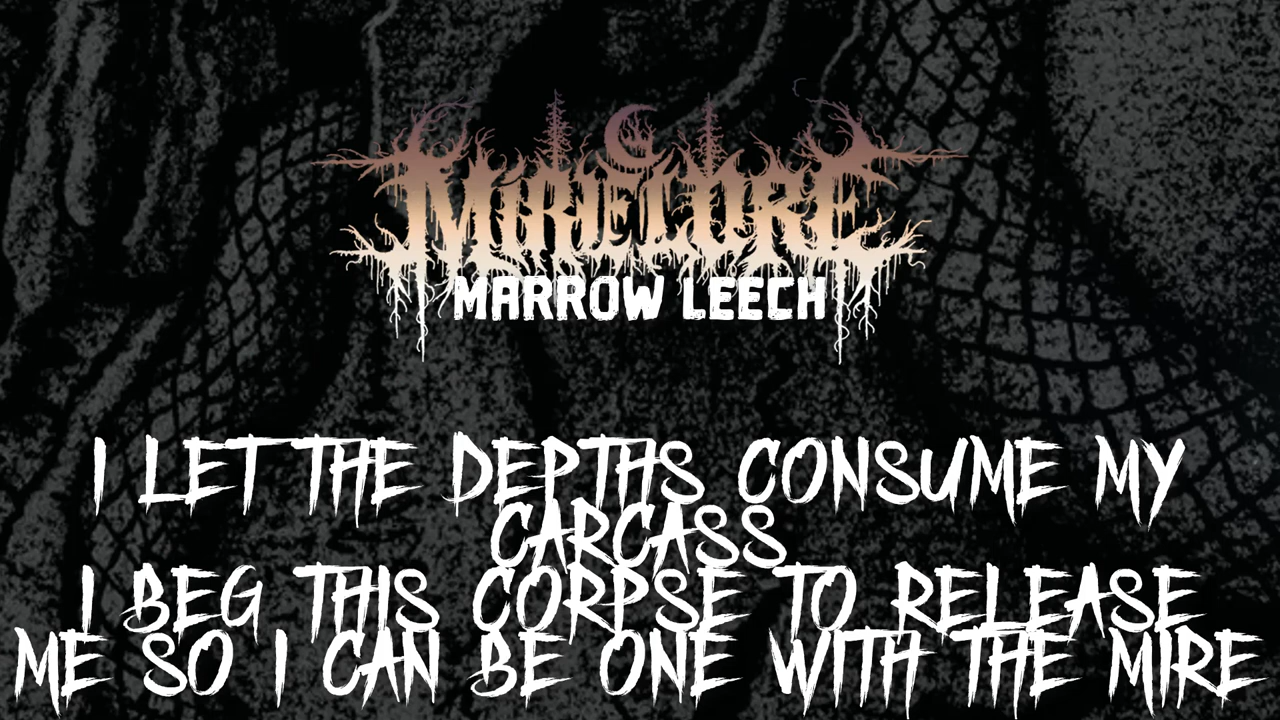 MIRELORE
MARROW LEECH
I LET THE DEPTHS CONSUME MY
CARCASS
I BEG THIS CORPSE TO RELEASE
ME SO I CAN BE ONE WITH THE MIRE